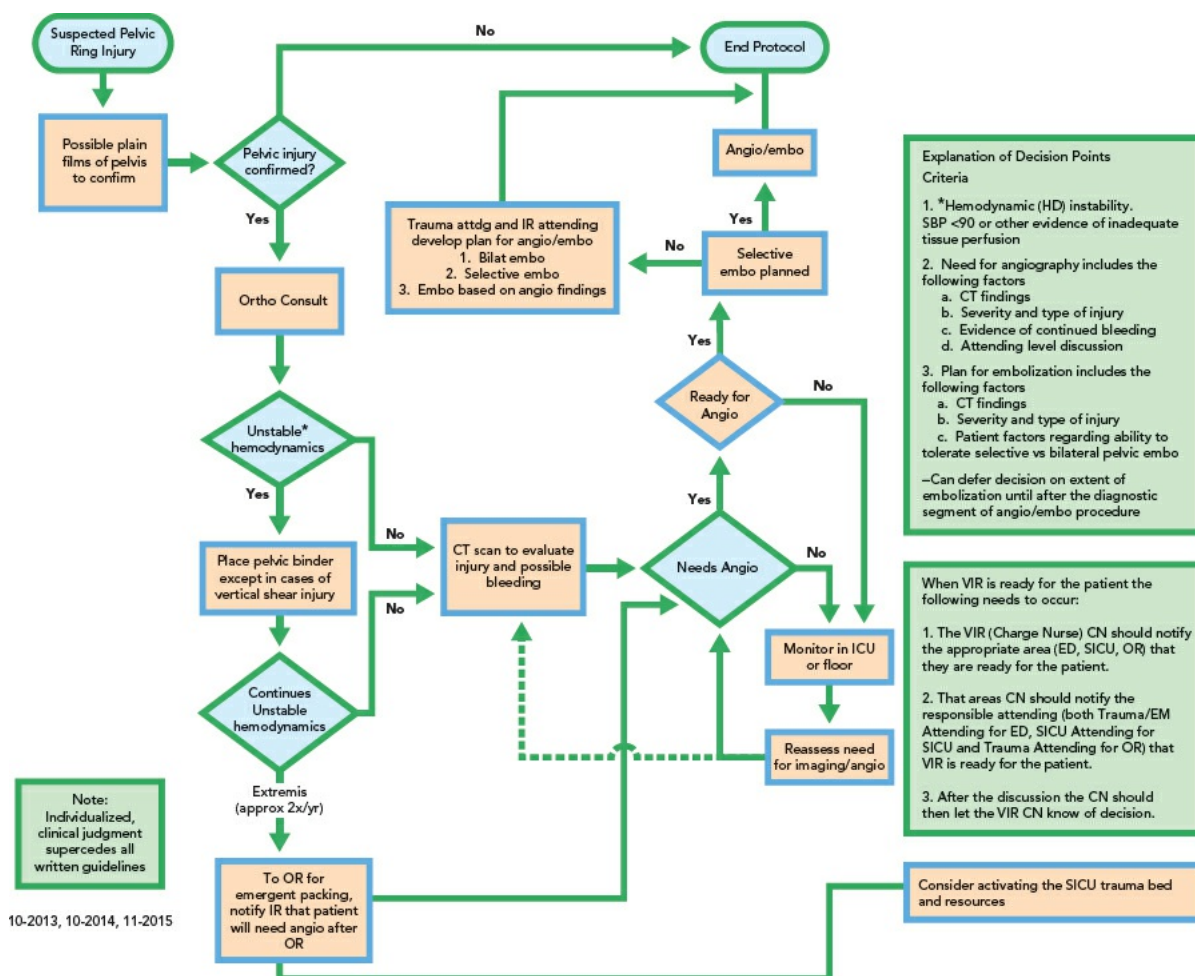 Suspected Pelvic
Ring Injury
No
End Protocol
Possible plain
films of pelvis
to confirm
Pelvic injury
confirmed?
Angio/embo
Yes
Yes
Trauma attdg and IR attending
develop plan for angio/embo
1. Bilat embo
2. Selective embo
3. Embo based on angio findings
No
Selective
embo planned
Ortho Consult
Yes
No
Ready for
Angio
Unstable*
hemodynamics
Yes
No
Yes
Place pelvic binder
except in cases of
vertical shear injury
No
CT scan to evaluate
injury and possible
bleeding
Needs Angio
No
Monitor in ICU
or floor
Continues
Unstable
hemodynamics
Reassess need
for imaging/angio
Extremis
(approx 2x/yr)
To OR for
emergent packing,
notify IR that patient
will need angio after
OR
Note:
Individualized,
clinical judgment
supercedes all
written guidelines
10-2013, 10-2014, 11-2015
Explanation of Decision Points
Criteria
1. *Hemodynamic (HD) instability.
SBP <90 or other evidence of inadequate
tissue perfusion
2. Need for angiography includes the
following factors
a. CT findings
b. Severity and type of injury
c. Evidence of continued bleeding
d. Attending level discussion
3. Plan for embolization includes the
following factors
a. CT findings
b. Severity and type of injury
c. Patient factors regarding ability to
tolerate selective vs bilateral pelvic embo
–Can defer decision on extent of
embolization until after the diagnostic
segment of angio/embo procedure
When VIR is ready for the patient the
following needs to occur:
1. The VIR (Charge Nurse) CN should notify
the appropriate area (ED, SICU, OR) that
they are ready for the patient.
2. That areas CN should notify the
responsible attending (both Trauma/EM
Attending for ED, SICU Attending for
SICU and Trauma Attending for OR) that
VIR is ready for the patient.
3. After the discussion the CN should
then let the VIR CN know of decision.
Consider activating the SICU trauma bed
and resources